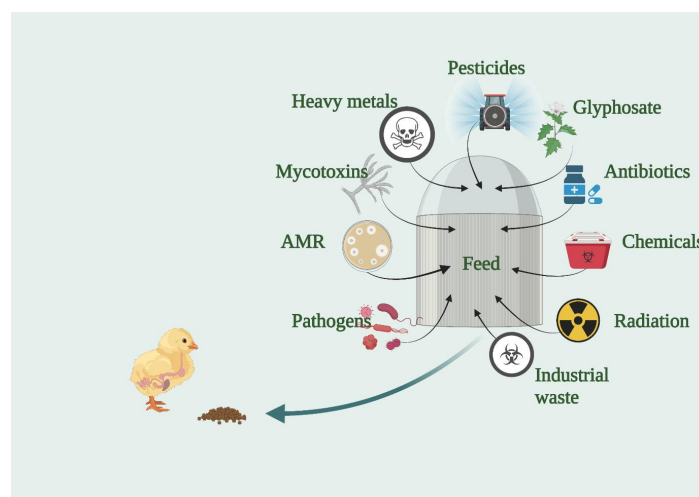 Pesticides
Heavy metals
Glyphosate
Mycotoxins
Antibiotics
AMR
Chemicals
Feed
Pathogens
Radiation
Industrial
waste